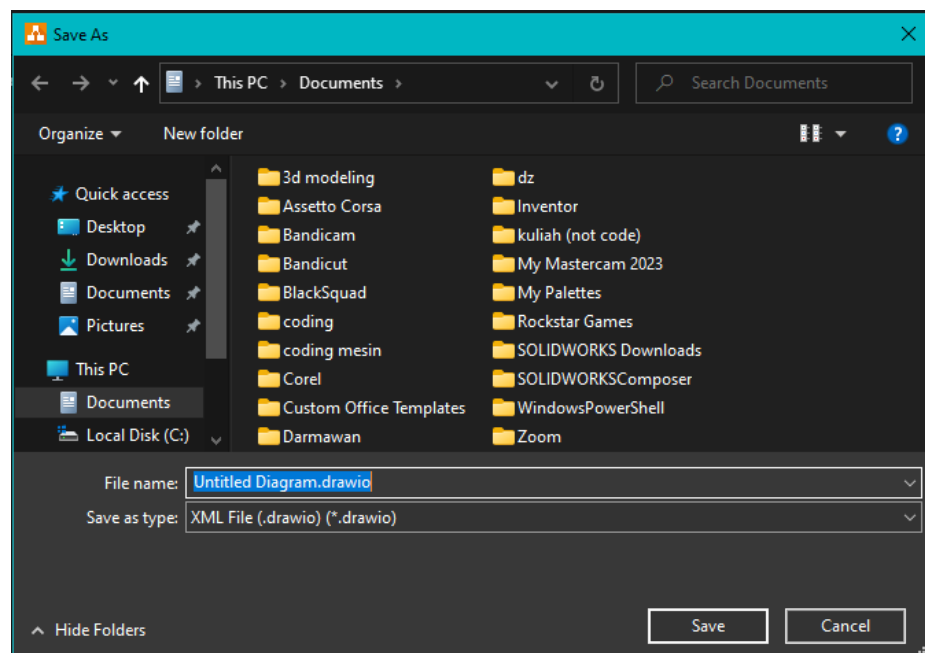 Save As
This PC > Documents >
Search Documents
Organize
New folder
?
Quick access
Desktop
Downloads
Documents
Pictures
This PC
Documents
Local Disk (C:)
3d modeling
Assetto Corsa
Bandicam
Bandicut
BlackSquad
coding
coding mesin
Corel
Custom Office Templates
Darmawan
dz
Inventor
kuliah (not code)
My Mastercam 2023
My Palettes
Rockstar Games
SOLIDWORKS Downloads
SOLIDWORKSComposer
WindowsPowerShell
Zoom
File name: Untitled Diagram.drawio
Save as type: XML File (.drawio) (*.drawio)
Hide Folders
Save
Cancel